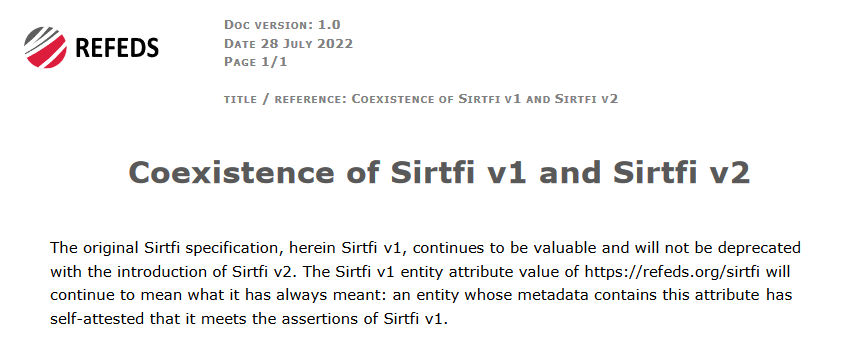 REFEDS
Doc version: 1.0
Date 28 July 2022
Page 1/1
title / reference: Coexistence of Sirtfi v1 and Sirtfi v2
Coexistence of Sirtfi v1 and Sirtfi v2
The original Sirtfi specification, herein Sirtfi v1, continues to be valuable and will not be deprecated
with the introduction of Sirtfi v2. The Sirtfi v1 entity attribute value of https://refeds.org/sirtfi will
continue to mean what it has always meant: an entity whose metadata contains this attribute has
self-attested that it meets the assertions of Sirtfi v1.